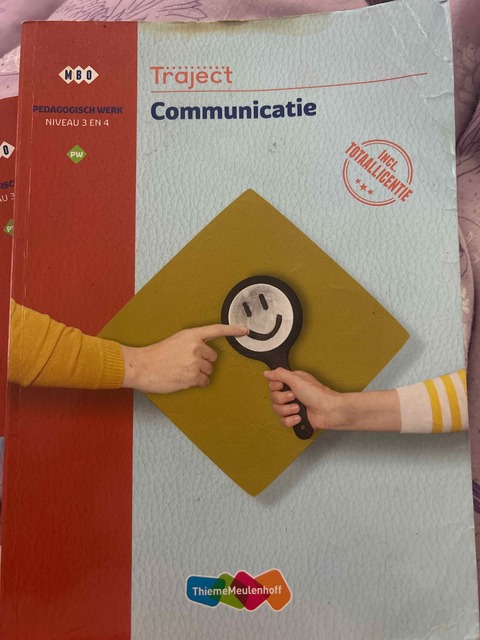 MBO
PEDAGOGISCH WERK
NIVEAU 3 EN 4
PW
Traject
Communicatie
INCL.
TOTAALLICENTIE
ThiemeMeulenhoff